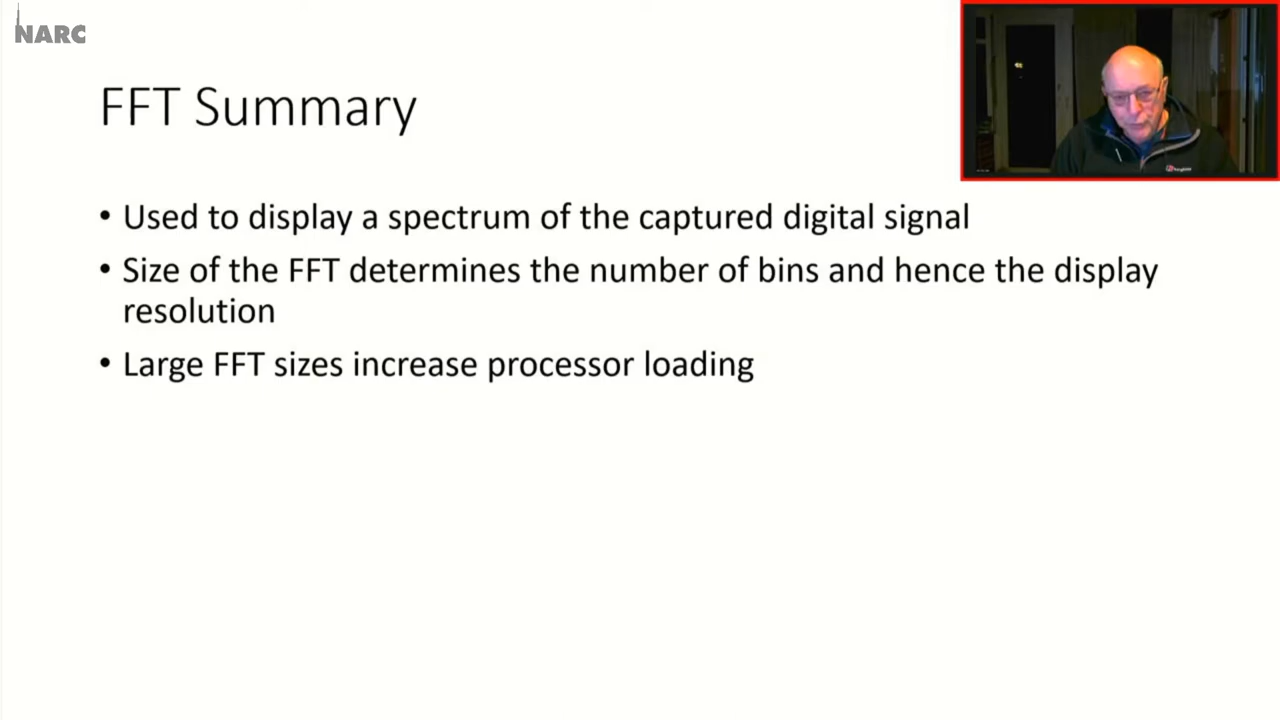 NARC
FFT Summary
• Used to display a spectrum of the captured digital signal
• Size of the FFT determines the number of bins and hence the display
resolution
• Large FFT sizes increase processor loading